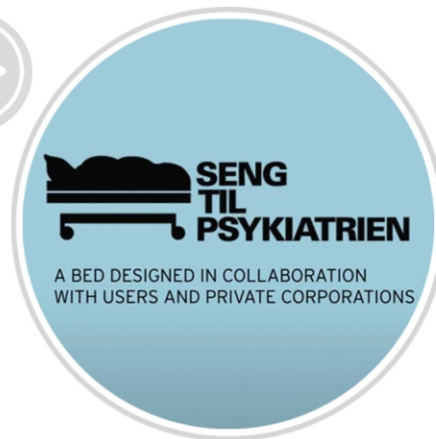 SENG
TIL
PSYKIATRIEN
A BED DESIGNED IN COLLABORATION
WITH USERS AND PRIVATE CORPORATIONS